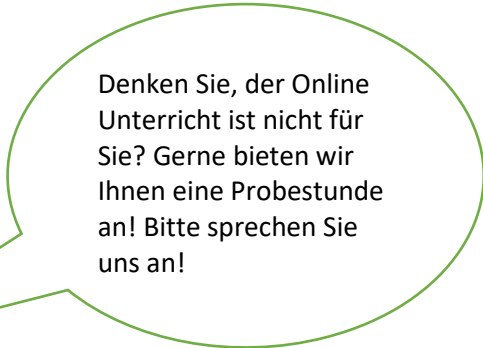 Denken Sie, der Online
Unterricht ist nicht für
Sie? Gerne bieten wir
Ihnen eine Probestunde
an! Bitte sprechen Sie
uns an!